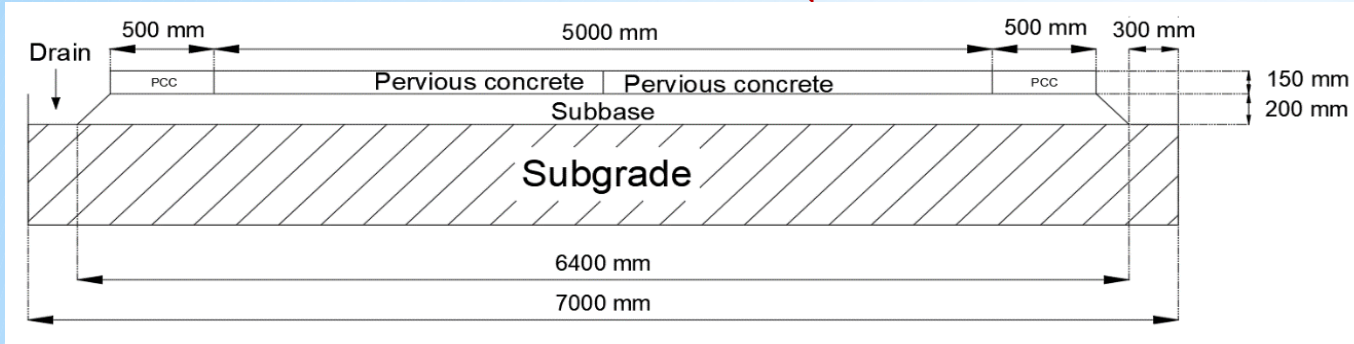 500 mm
5000 mm
500 mm
300 mm
Drain
PCC
Pervious concrete
Pervious concrete
PCC
150 mm
Subbase
200 mm
Subgrade
6400 mm
7000 mm